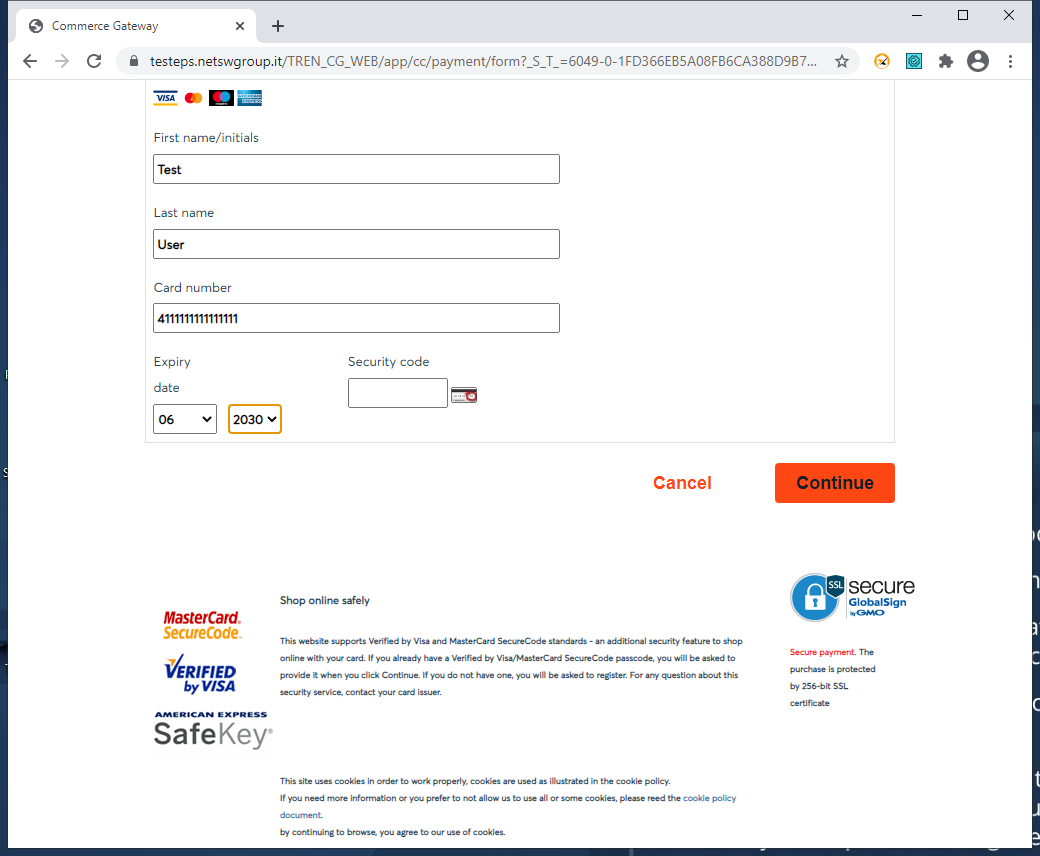 Commerce Gateway
testeps.netswgroup.it/TREN_CG_WEB/app/cc/payment/form?_S_T_=6049-0-1FD366EB5A08FB6CA388D9B7...
VISA AMERICAN EXPRESS
First name/initials
Test
Last name
User
Card number
4111111111111111
Expiry
date
Security code
06 2030
Cancel Continue
MasterCard.
SecureCode.
VERIFIED
by VISA
AMERICAN EXPRESS
SafeKey®
Shop online safely
This website supports Verified by Visa and MasterCard SecureCode standards - an additional security feature to shop
online with your card. If you already have a Verified by Visa/MasterCard SecureCode passcode, you will be asked to
provide it when you click Continue. If you do not have one, you will be asked to register. For any question about this
security service, contact your card issuer.
SSL secure
GlobalSign
by GMO
Secure payment. The
purchase is protected
by 256-bit SSL
certificate
This site uses cookies in order to work properly, cookies are used as illustrated in the cookie policy.
If you need more information or you prefer to not allow us to use all or some cookies, please reed the cookie policy
document.
by continuing to browse, you agree to our use of cookies.